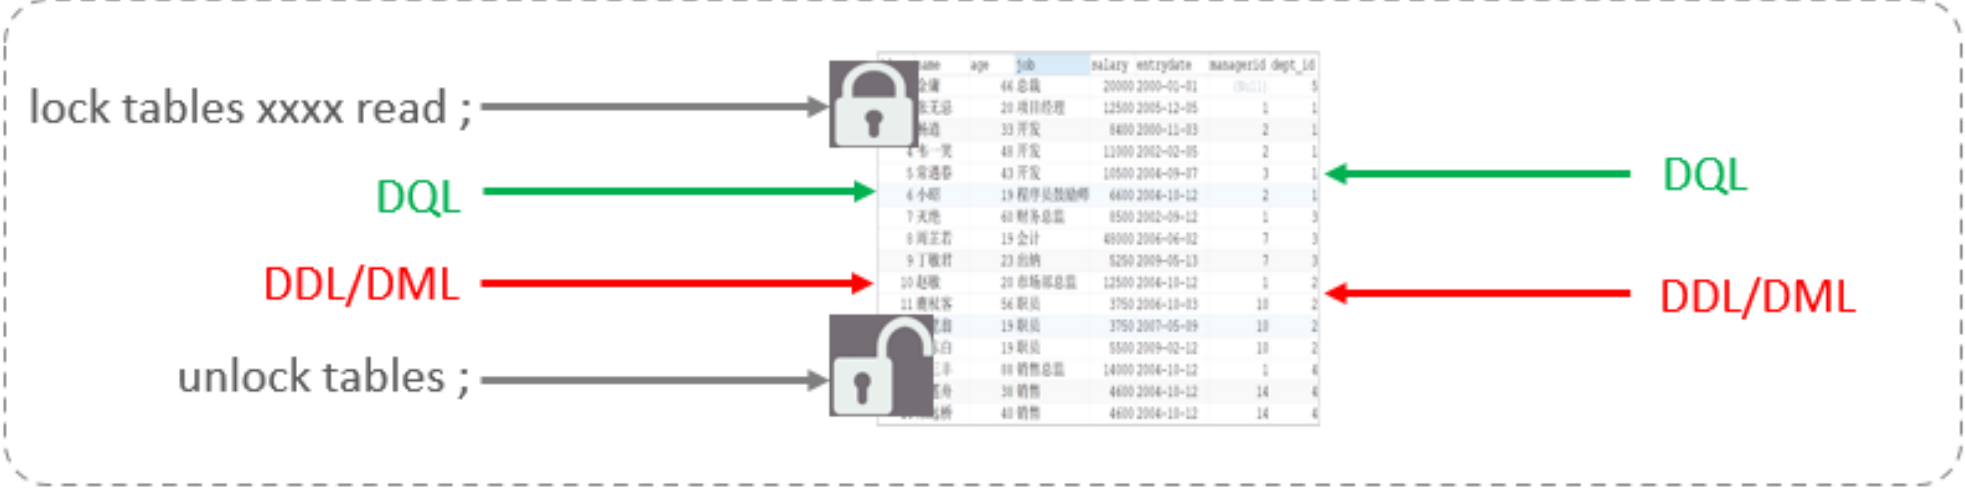 lock tables xxxx read ;
DQL
DDL/DML
unlock tables ;
name age job salary entrydate managerid dept_id
金庸 66 总裁 20000 2000-01-01 (Null) 5
张无忌 20 项目经理 12500 2005-12-05 1 1
杨逍 33 开发 8400 2000-11-03 2 1
4 韦一笑 48 开发 11000 2002-02-05 2 1
5 常遇春 43 开发 10500 2004-09-07 3 1
6 小昭 19 程序员鼓励师 6600 2004-10-12 2 1
7 灭绝 60 财务总监 8500 2002-09-12 1 3
8 周芷若 19 会计 48000 2006-06-02 7 3
9 丁敏君 23 出纳 5250 2009-05-13 7 3
10 赵敏 20 市场部总监 12500 2004-10-12 1 2
11 鹿杖客 56 职员 3750 2006-10-03 10 2
翁 19 职员 3750 2007-05-09 10 2
白 19 职员 5500 2009-02-12 10 2
三丰 88 销售总监 14000 2004-10-12 1 4
舟 38 销售 4600 2004-10-12 14 4
桥 40 销售 4600 2004-10-12 14 4
DQL
DDL/DML